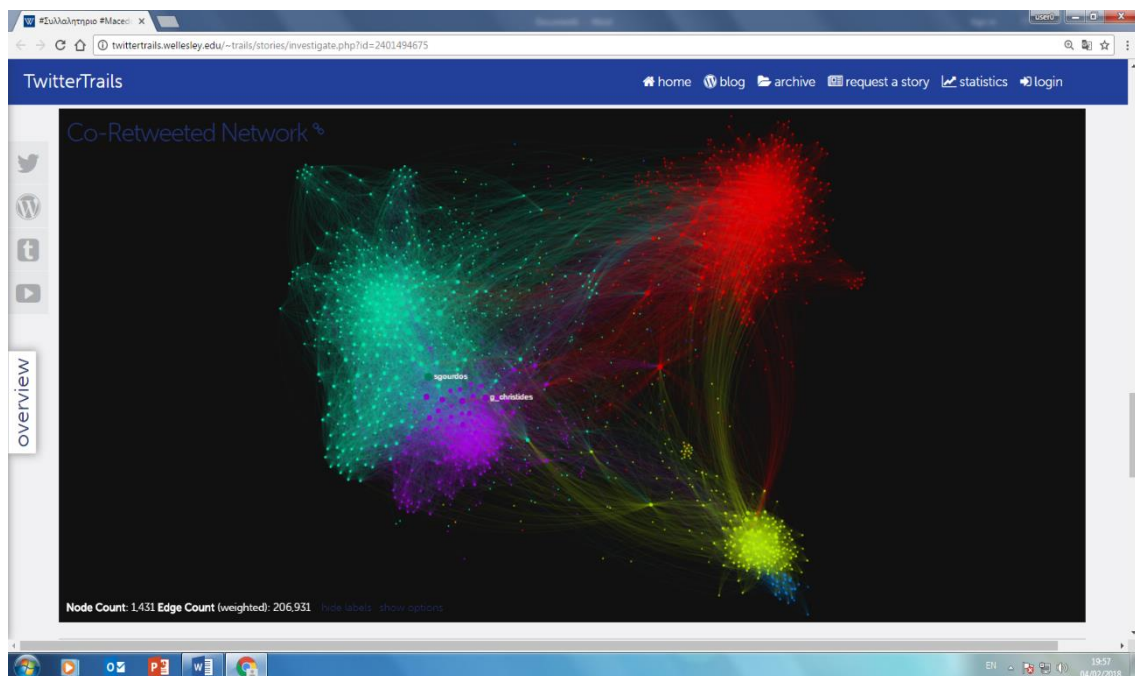 #Συλλαλητηριο #Maced
user0
twittertrails.wellesley.edu/~trails/stories/investigate.php?id=2401494675
TwitterTrails
home blog archive request a story statistics login
Co-Retweeted Network
sgourdos
g_christides
overview
Node Count: 1,431 Edge Count (weighted): 206,931 hide labels show options
EN
19:57
04/02/2018